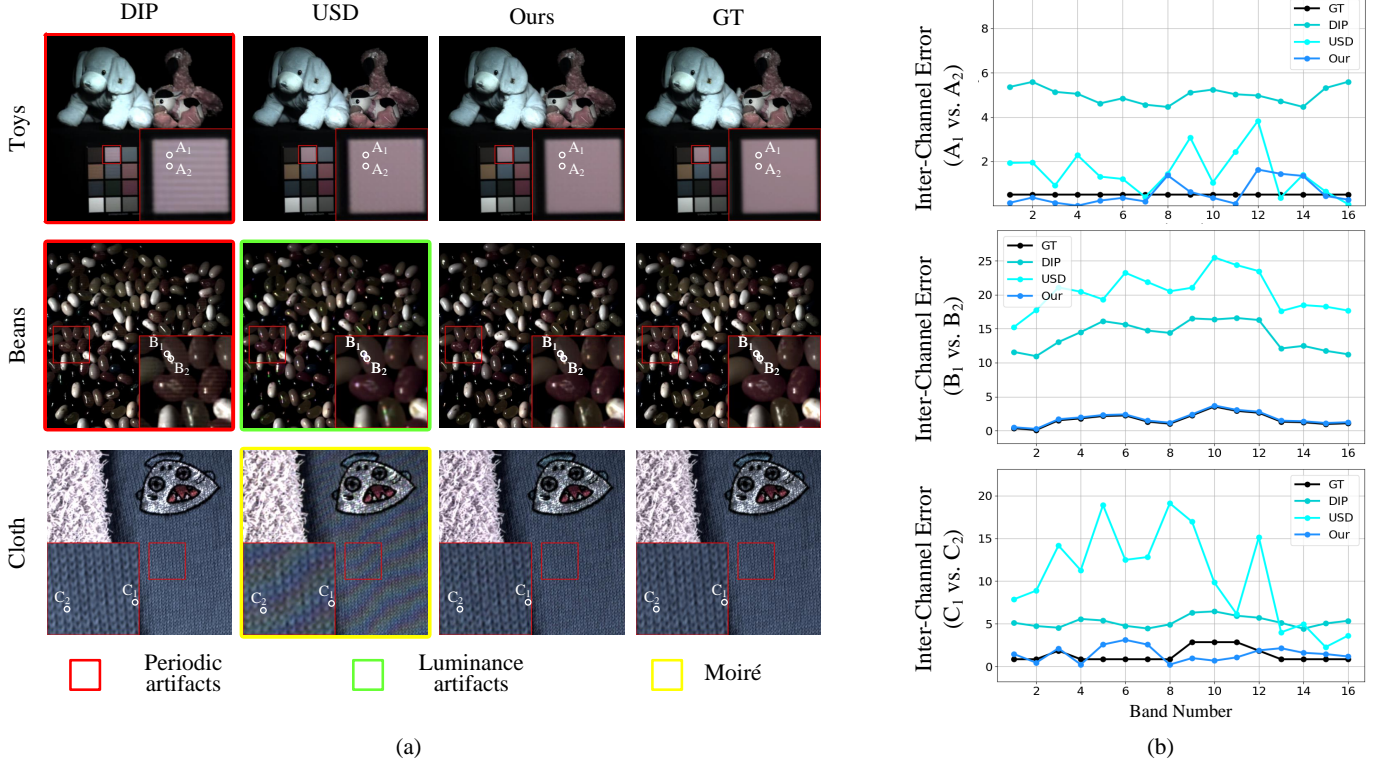 DIP USD Ours GT
Toys
A1
A2
A1
A2
A1
A2
A1
A2
Beans
B1
B2
B1
B2
B1
B2
B1
B2
Cloth
C2 C1
C2 C1
C2 C1
C2 C1
Periodic
artifacts
Luminance
artifacts
Moiré
(a)
Inter-Channel Error
(A1 vs. A2)
8
6
4
2
2 4 6 8 10 12 14 16
GT
DIP
USD
Our
Inter-Channel Error
(B1 vs. B2)
25
20
15
10
5
0
2 4 6 8 10 12 14 16
GT
DIP
USD
Our
Inter-Channel Error
(C1 vs. C2)
20
15
10
5
0
2 4 6 8 10 12 14 16
GT
DIP
USD
Our
Band Number
(b)